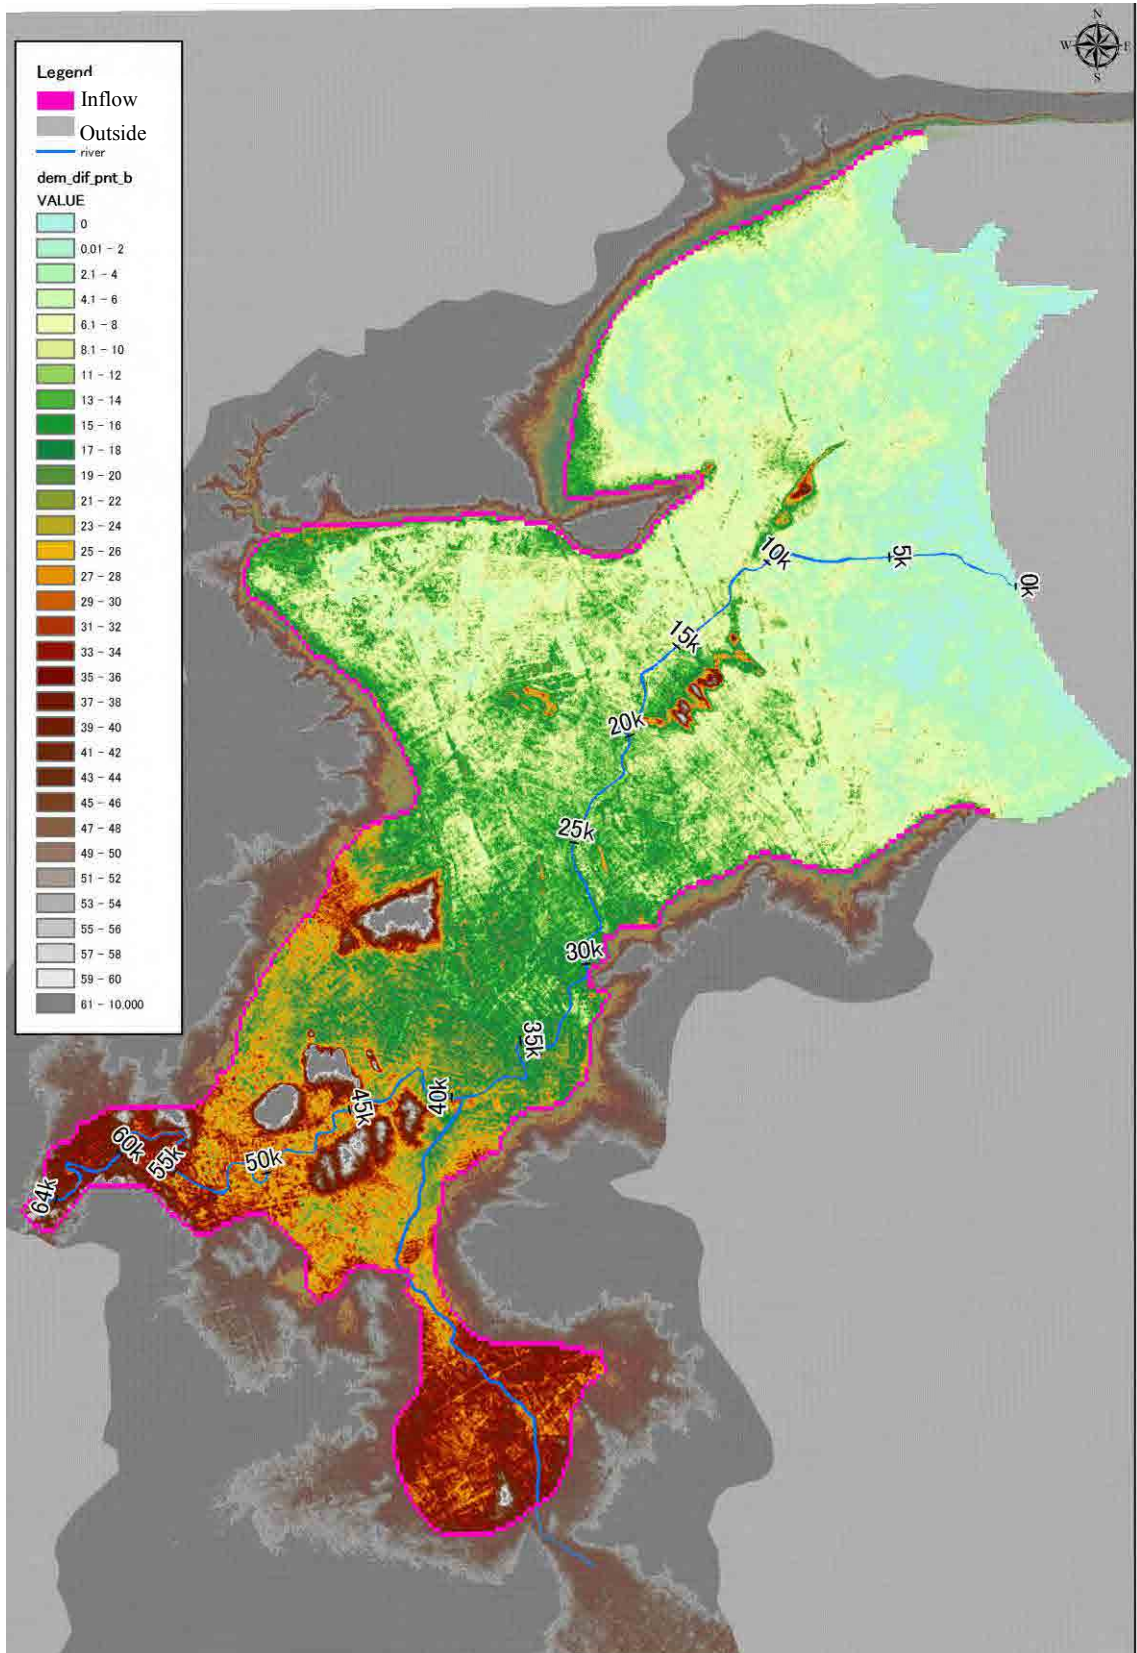 N
W
E
S
Legend
Inflow
Outside
river
dem_dif_pnt_b
VALUE
0
0.01 - 2
2.1 - 4
4.1 - 6
6.1 - 8
8.1 - 10
11 - 12
13 - 14
15 - 16
17 - 18
19 - 20
21 - 22
23 - 24
25 - 26
27 - 28
29 - 30
31 - 32
33 - 34
35 - 36
37 - 38
39 - 40
41 - 42
43 - 44
45 - 46
47 - 48
49 - 50
51 - 52
53 - 54
55 - 56
57 - 58
59 - 60
61 - 10,000
0k
5k
10k
15k
20k
25k
30k
35k
40k
45k
50k
55k
60k
64k